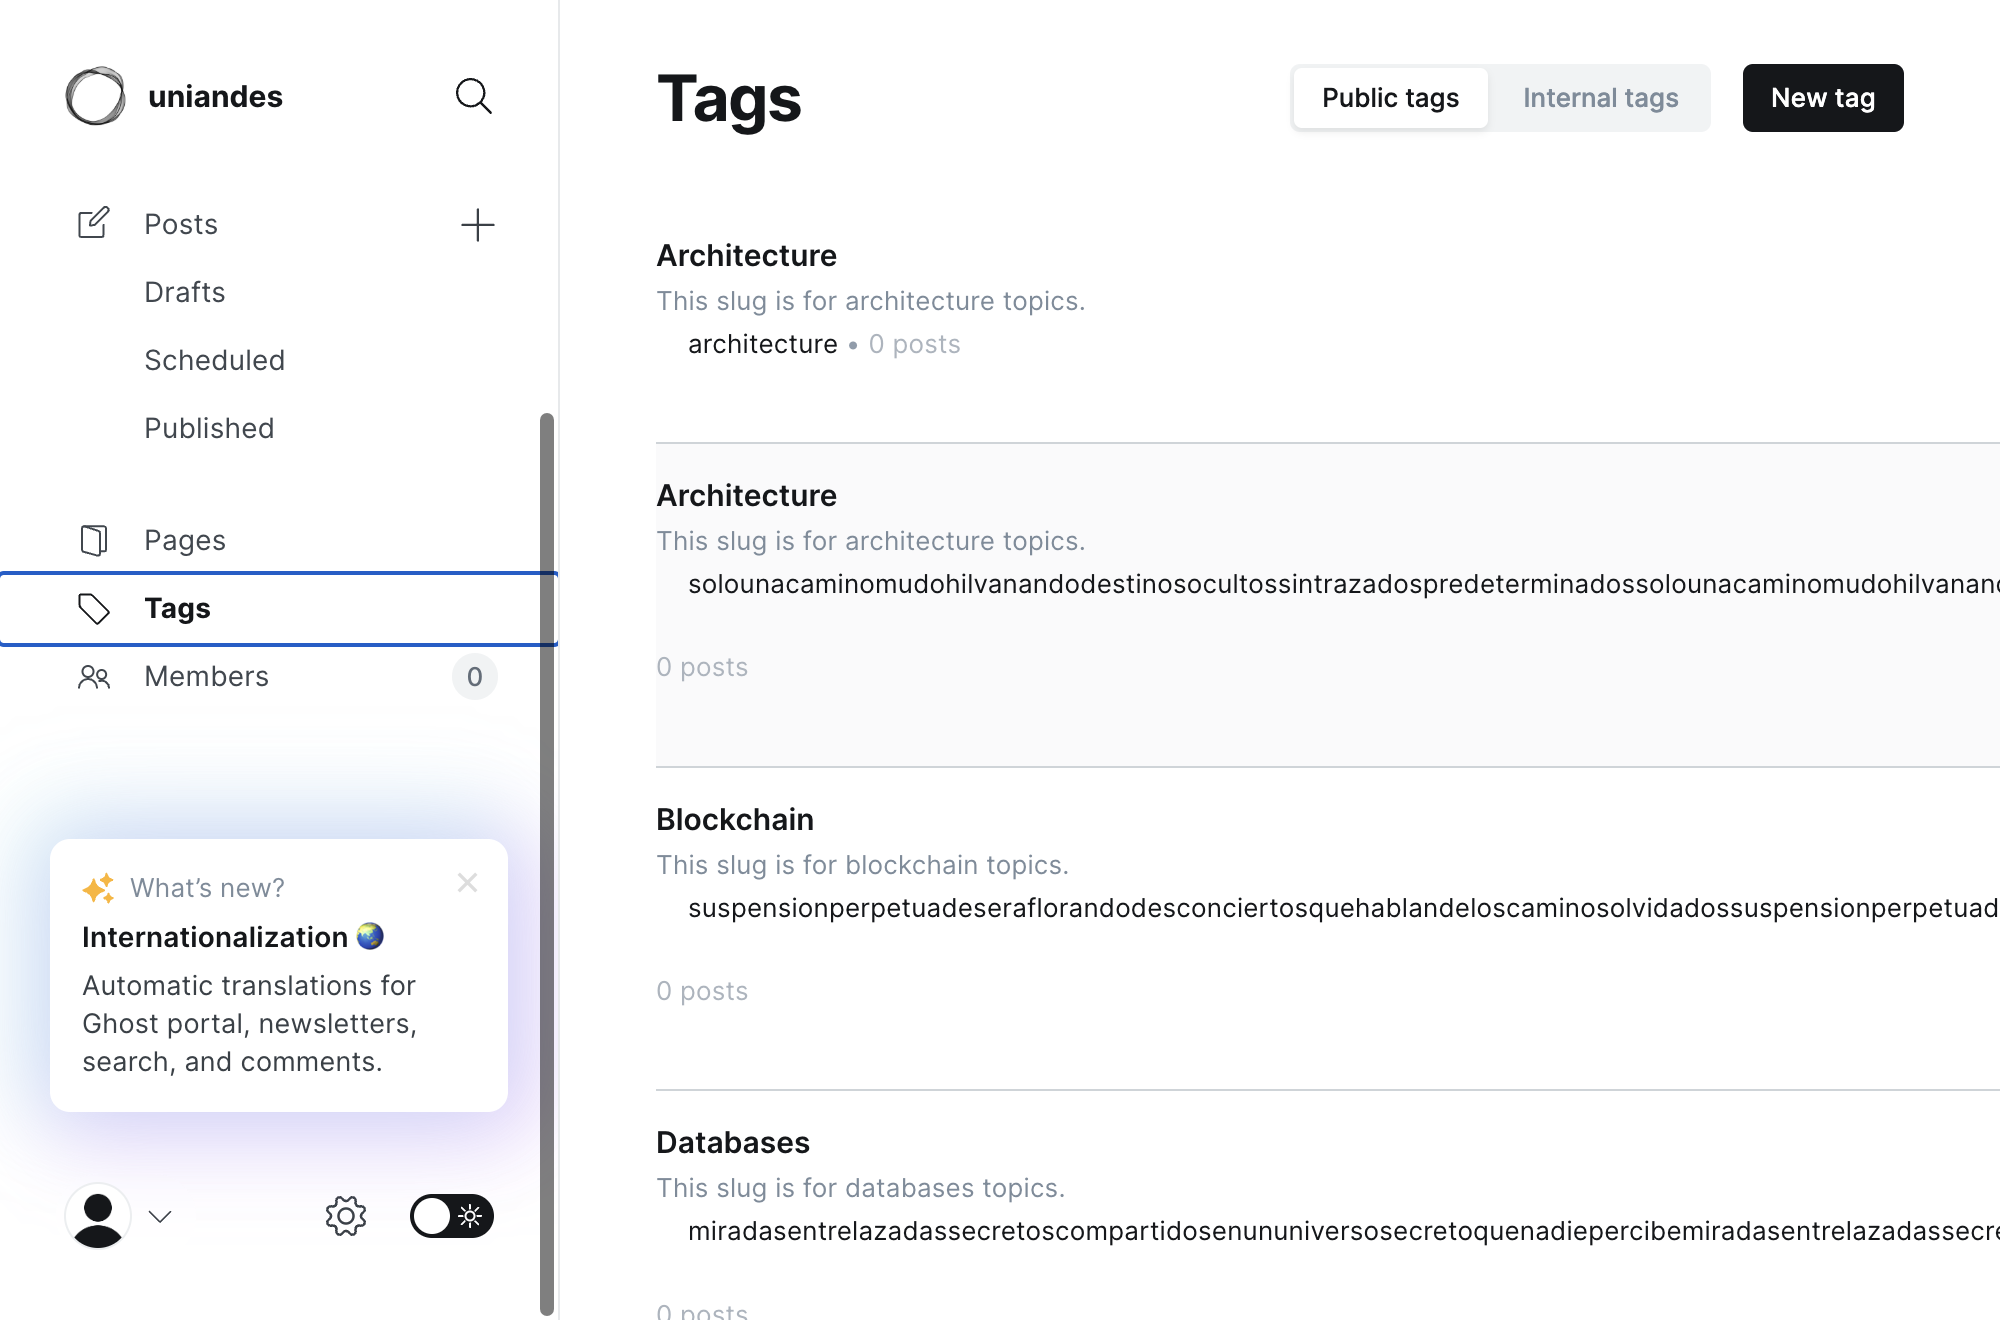 uniandes
Posts
Drafts
Scheduled
Published
Pages
Tags
Members
0
What's new?
Internationalization
Automatic translations for
Ghost portal, newsletters,
search, and comments.
Tags
Public tags
Internal tags
New tag
Architecture
This slug is for architecture topics.
architecture • 0 posts
Architecture
This slug is for architecture topics.
solounacaminomudohilvanandodestinosocultossintrazadospredeterminadossolounacaminomudohilvanand
0 posts
Blockchain
This slug is for blockchain topics.
suspensionperpetuadeseraflorandodesconciertosquehablandeloscaminosolvidadossuspensionperpetuad
0 posts
Databases
This slug is for databases topics.
miradasentrelazadassecretoscompartidosenununiversosecretoquenadiepercibemiradasentrelazadassecre
0 posts